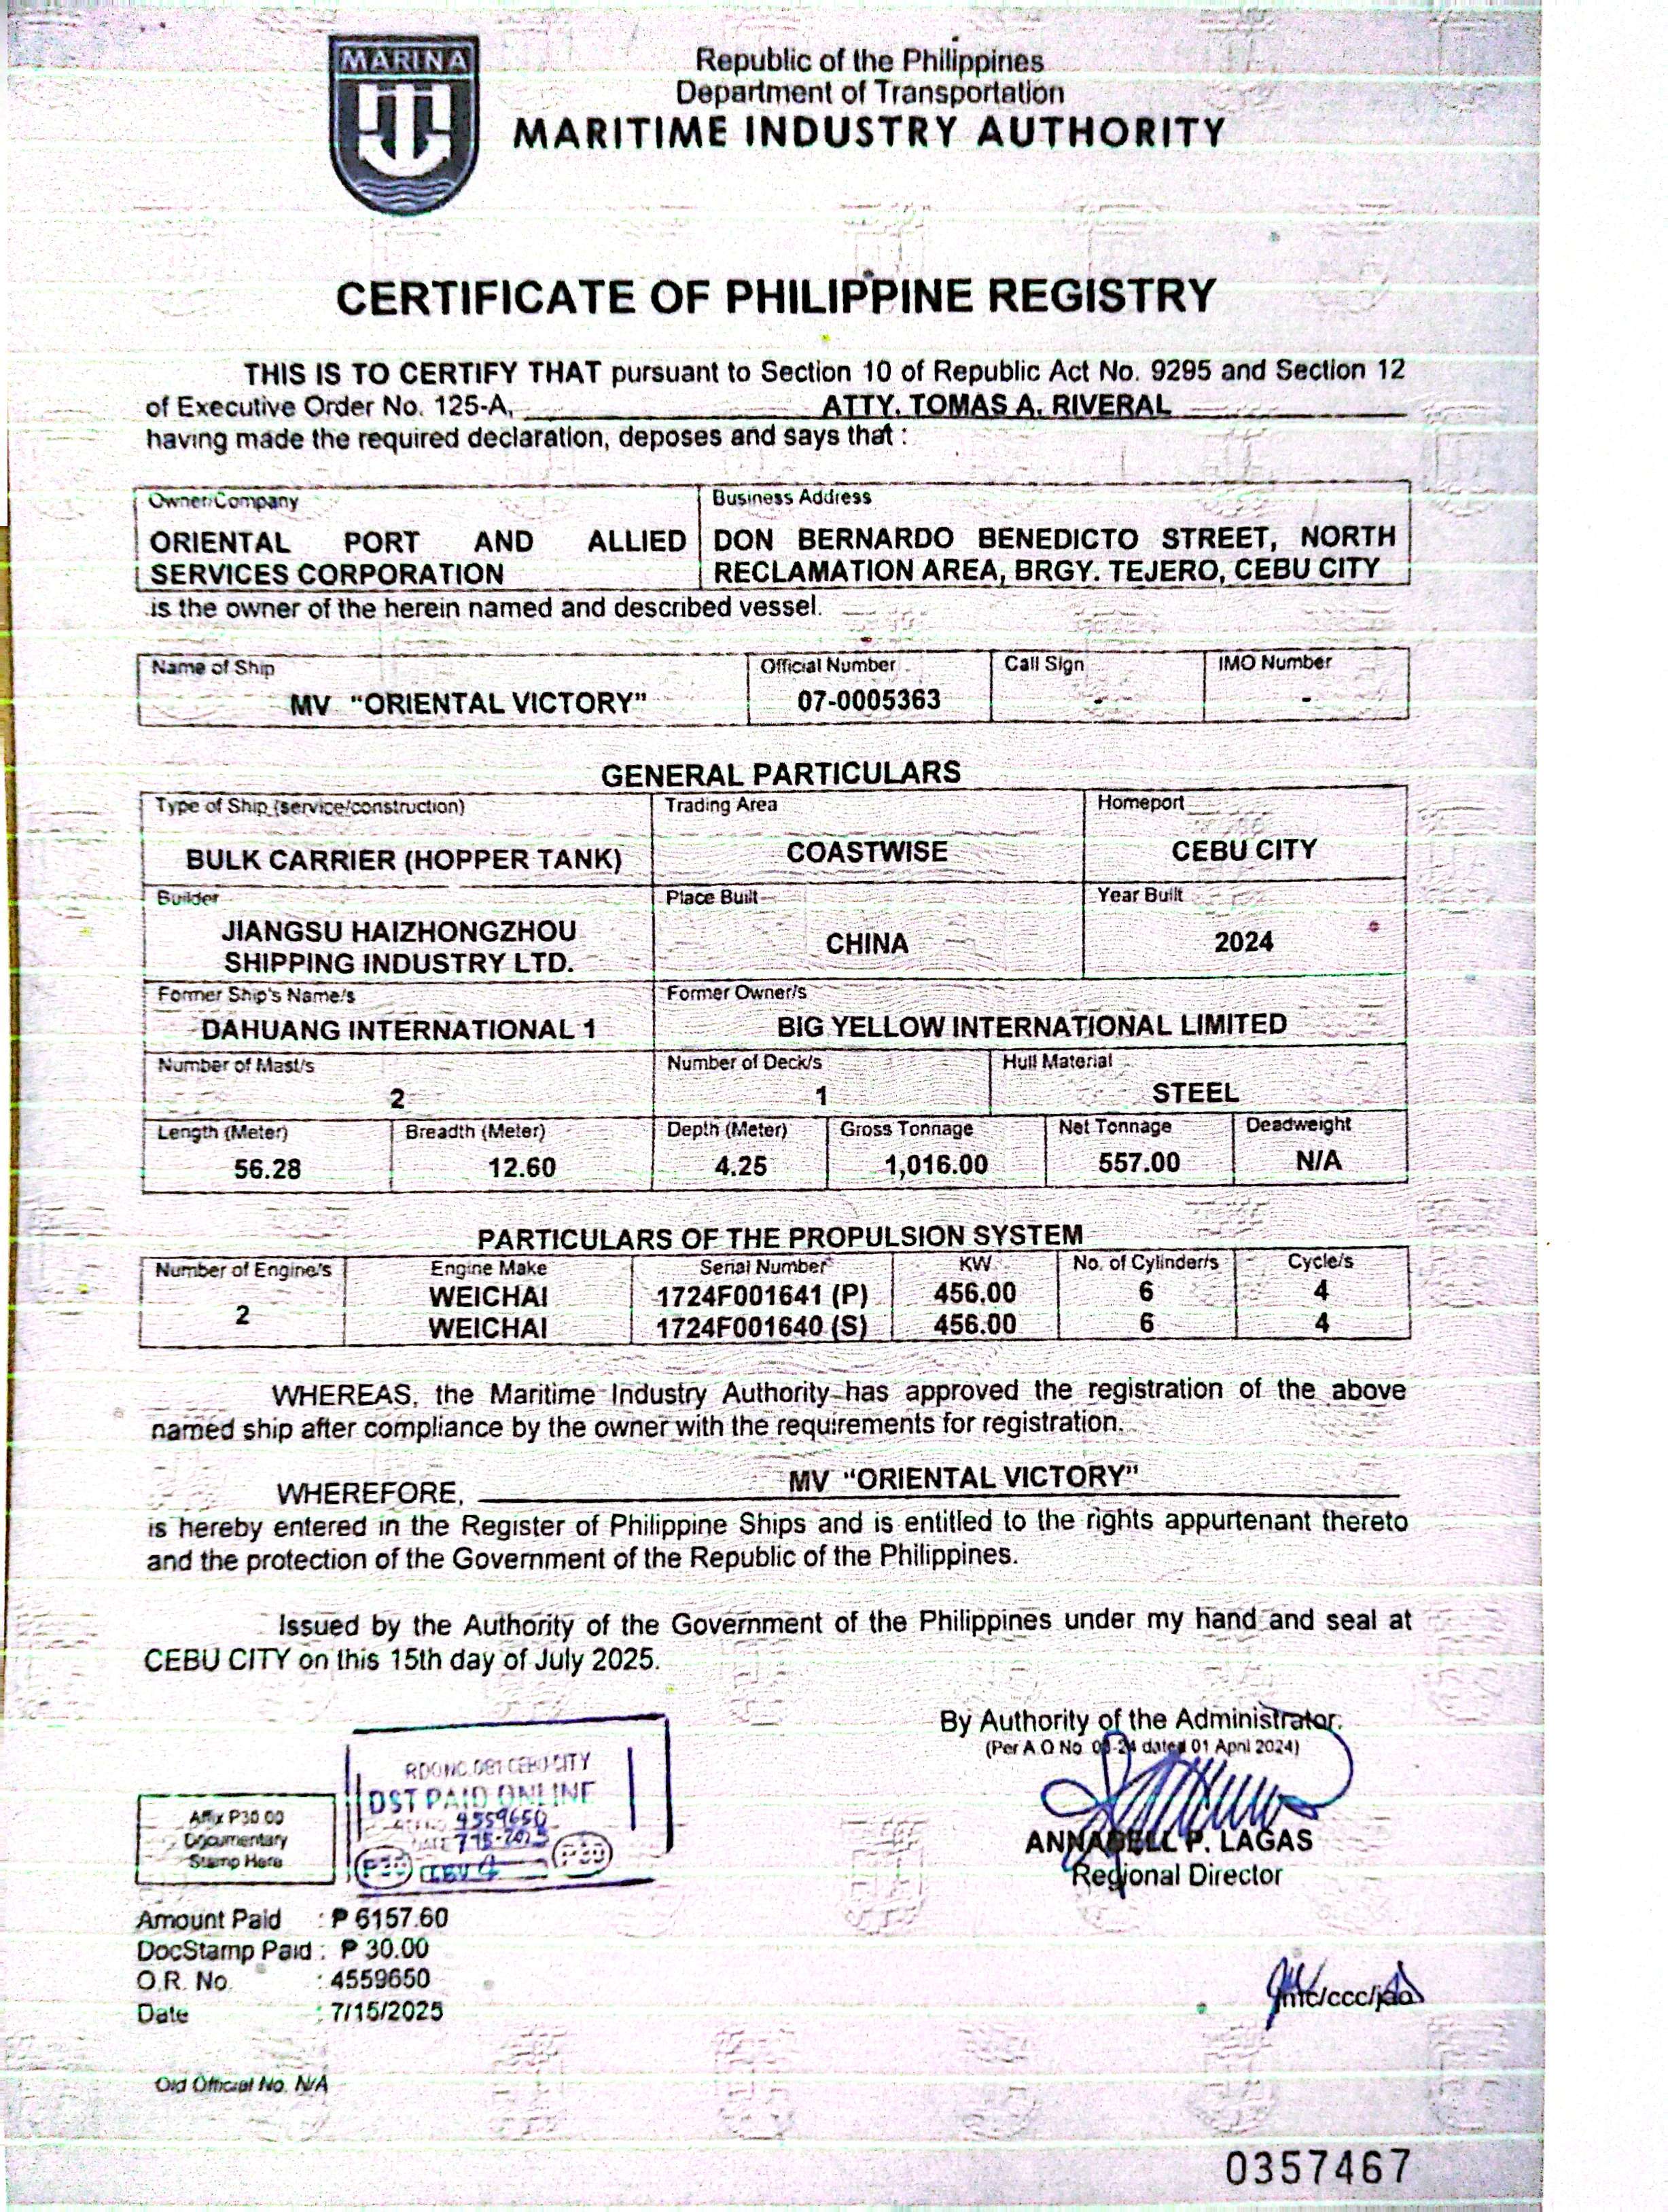 MARINA
Republic of the Philippines
Department of Transportation
MARITIME INDUSTRY AUTHORITY
CERTIFICATE OF PHILIPPINE REGISTRY
THIS IS TO CERTIFY THAT pursuant to Section 10 of Republic Act No. 9295 and Section 12
of Executive Order No. 125-A, ATTY. TOMAS A. RIVERAL
having made the required declaration, deposes and says that :
Owner/Company Business Address
ORIENTAL PORT AND ALLIED DON BERNARDO BENEDICTO STREET, NORTH
SERVICES CORPORATION RECLAMATION AREA, BRGY. TEJERO, CEBU CITY
is the owner of the herein named and described vessel.
Name of Ship Official Number Call Sign IMO Number
MV "ORIENTAL VICTORY" 07-0005363 - -
GENERAL PARTICULARS
Type of Ship (service/construction) Trading Area Homeport
BULK CARRIER (HOPPER TANK) COASTWISE CEBU CITY
Builder Place Built Year Built
JIANGSU HAIZHONGZHOU
SHIPPING INDUSTRY LTD. CHINA 2024
Former Ship's Name/s Former Owner/s
DAHUANG INTERNATIONAL 1 BIG YELLOW INTERNATIONAL LIMITED
Number of Mast/s Number of Deck/s Hull Material
2 1 STEEL
Length (Meter) Breadth (Meter) Depth (Meter) Gross Tonnage Net Tonnage Deadweight
56.28 12.60 4.25 1,016.00 557.00 N/A
PARTICULARS OF THE PROPULSION SYSTEM
Number of Engine/s Engine Make Serial Number KW No. of Cylinder/s Cycle/s
2 WEICHAI 1724F001641 (P) 456.00 6 4
WEICHAI 1724F001640 (S) 456.00 6 4
WHEREAS, the Maritime Industry Authority has approved the registration of the above
named ship after compliance by the owner with the requirements for registration.
WHEREFORE, MV "ORIENTAL VICTORY"
is hereby entered in the Register of Philippine Ships and is entitled to the rights appurtenant thereto
and the protection of the Government of the Republic of the Philippines.
Issued by the Authority of the Government of the Philippines under my hand and seal at
CEBU CITY on this 15th day of July 2025.
By Authority of the Administrator:
(Per A.O No. -24 dated 01 April 2024)
ANNABELL P. LAGAS
Regional Director
Affix P30.00
Documentary
Stamp Here
RDO NO. 081 CEBU CITY
DST PAID ONLINE
4559650
DATE 7-15-2025
P30 P30
Amount Paid : ₱ 6157.60
DocStamp Paid : ₱ 30.00
O.R. No. : 4559650
Date : 7/15/2025
/ccc/
Old Official No. N/A
0357467